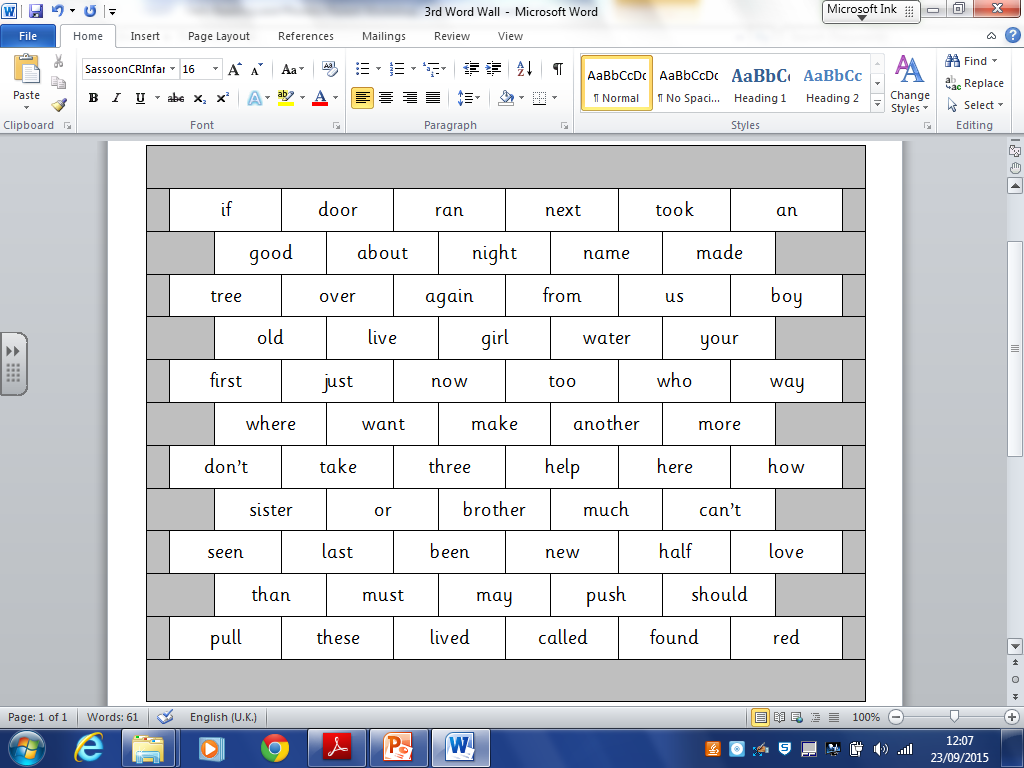 3rd Word Wall - Microsoft Word
Microsoft Ink
File Home Insert Page Layout References Mailings Review View
SassoonCRInfar 16 A A Aa
AaBbCcDc AaBbCcDc AaBbC AaBbCc
Find
Replace
Select
Paste
B I U abc x₂ x² A ab A
¶ Normal ¶ No Spaci... Heading 1 Heading 2
Change Styles
Clipboard Font Paragraph Styles Editing
if door ran next took an
good about night name made
tree over again from us boy
old live girl water your
first just now too who way
where want make another more
don't take three help here how
sister or brother much can't
seen last been new half love
than must may push should
pull these lived called found red
Page: 1 of 1 Words: 61 English (U.K.) 100%
12:07
23/09/2015